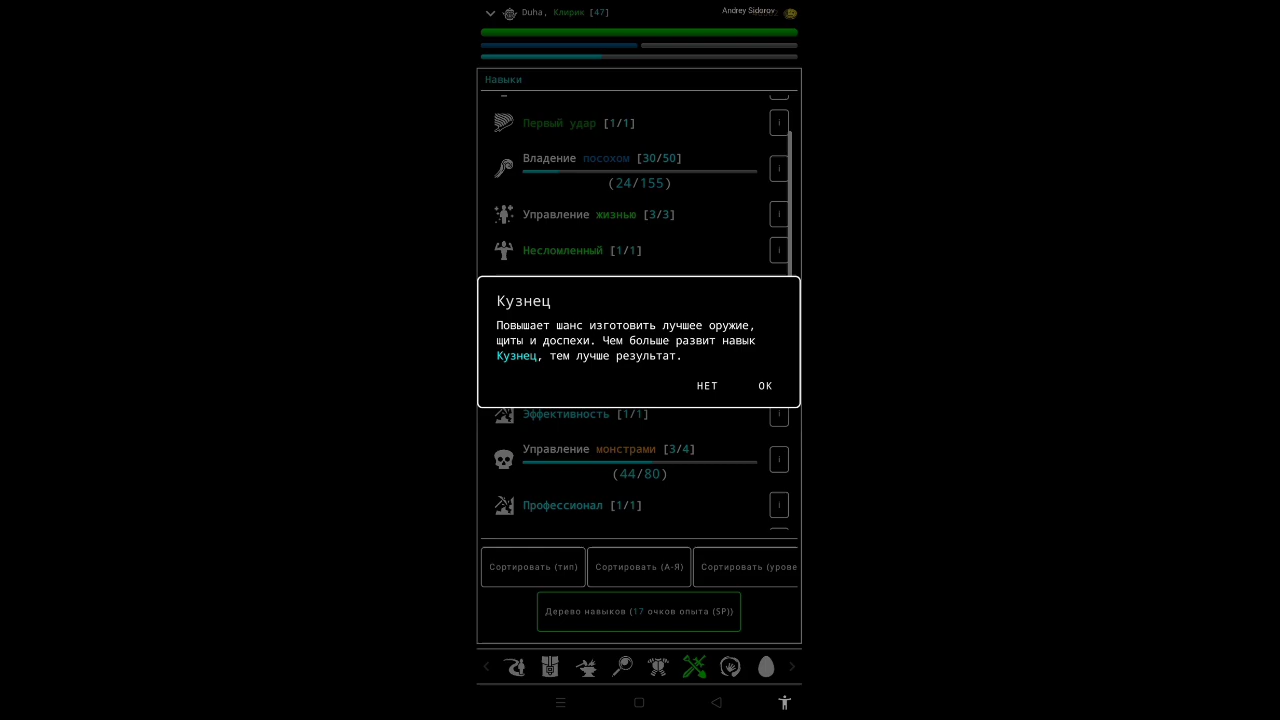 Duha, Клирик [47]
Andrey Sidorov
Навыки
Первый удар [1/1]
i
Владение посохом [30/50]
i
(24/155)
Управление жизнью [3/3]
i
Несломленный [1/1]
i
Кузнец
Повышает шанс изготовить лучшее оружие,
щиты и доспехи. Чем больше развит навык
Кузнец, тем лучше результат.
НЕТ
ОК
Эффективность [1/1]
i
Управление монстрами [3/4]
i
(44/80)
Профессионал [1/1]
i
Сортировать (тип)
Сортировать (А-Я)
Сортировать (урове
Дерево навыков (17 очков опыта (SP))